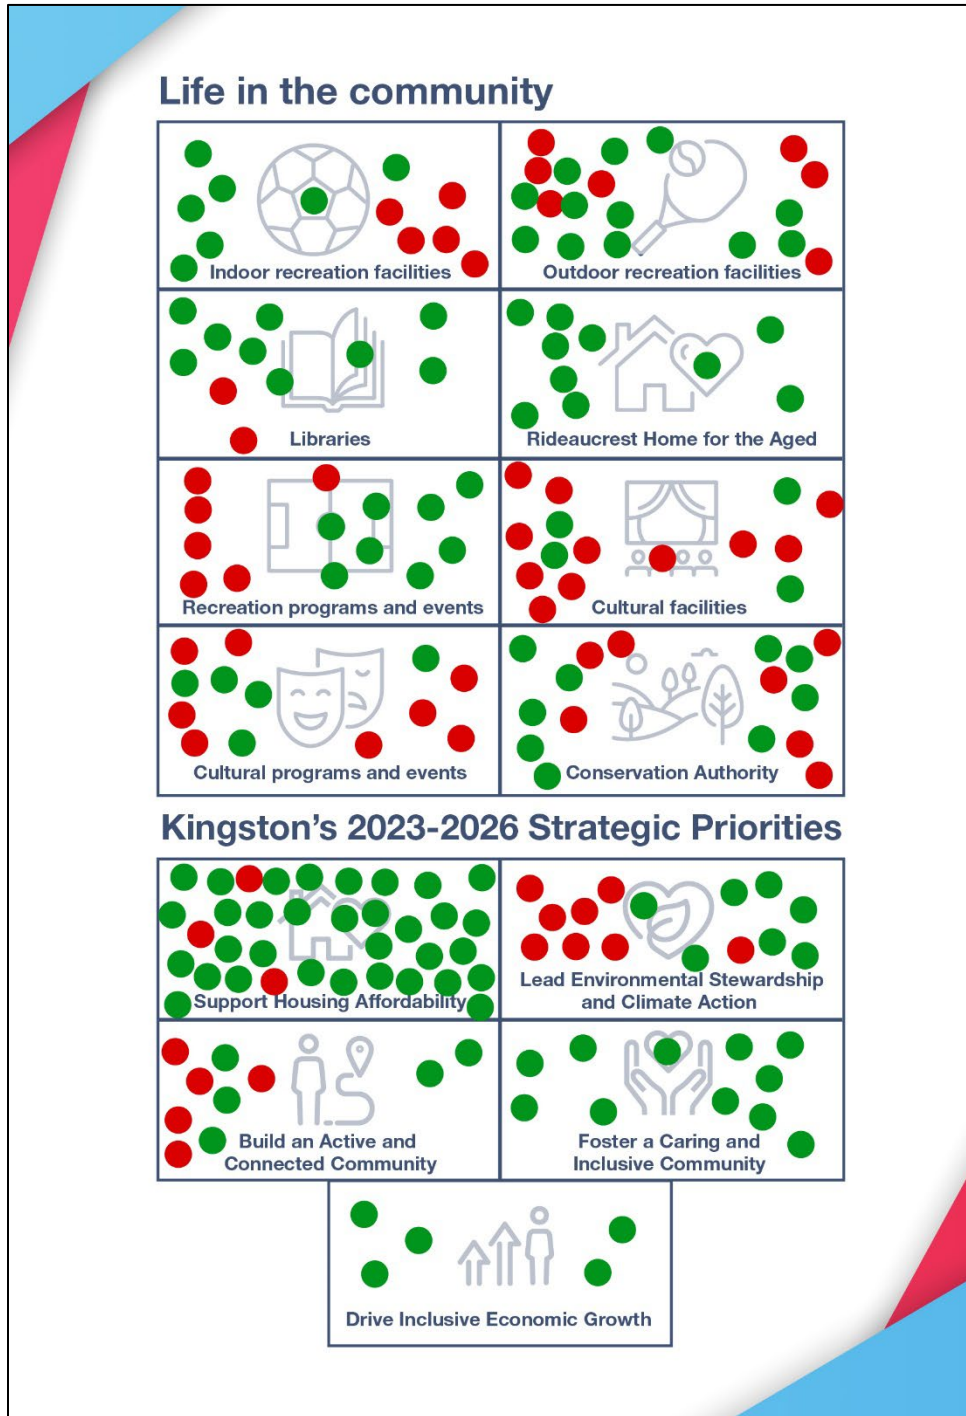 Life in the community
Indoor recreation facilities
Outdoor recreation facilities
Libraries
Rideaucrest Home for the Aged
Recreation programs and events
Cultural facilities
Cultural programs and events
Conservation Authority
Kingston's 2023-2026 Strategic Priorities
Support Housing Affordability
Lead Environmental Stewardship
and Climate Action
Build an Active and
Connected Community
Foster a Caring and
Inclusive Community
Drive Inclusive Economic Growth